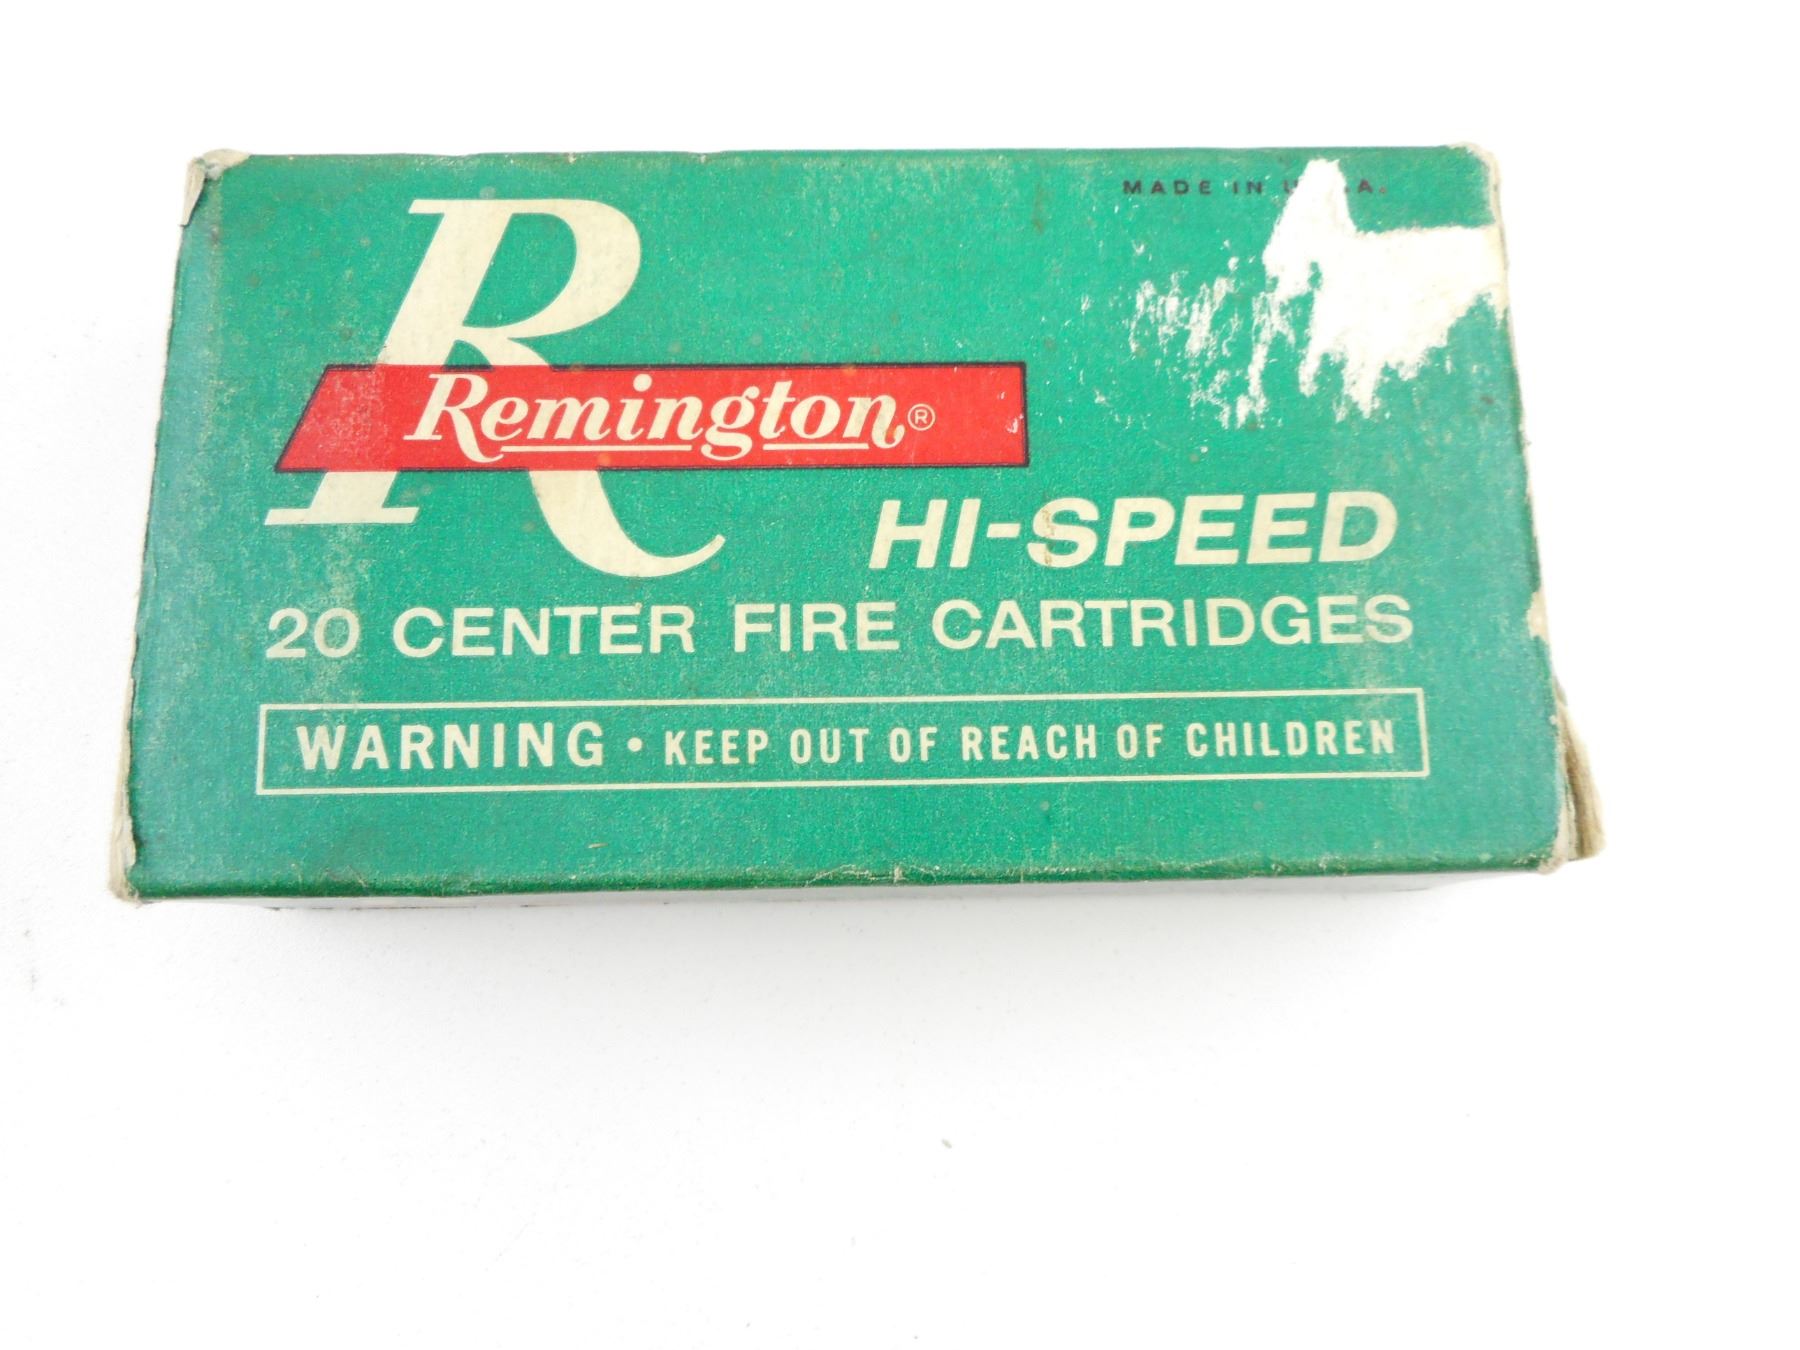 MADE IN U.S.A.
R
Remington®
HI-SPEED
20 CENTER FIRE CARTRIDGES
WARNING • KEEP OUT OF REACH OF CHILDREN